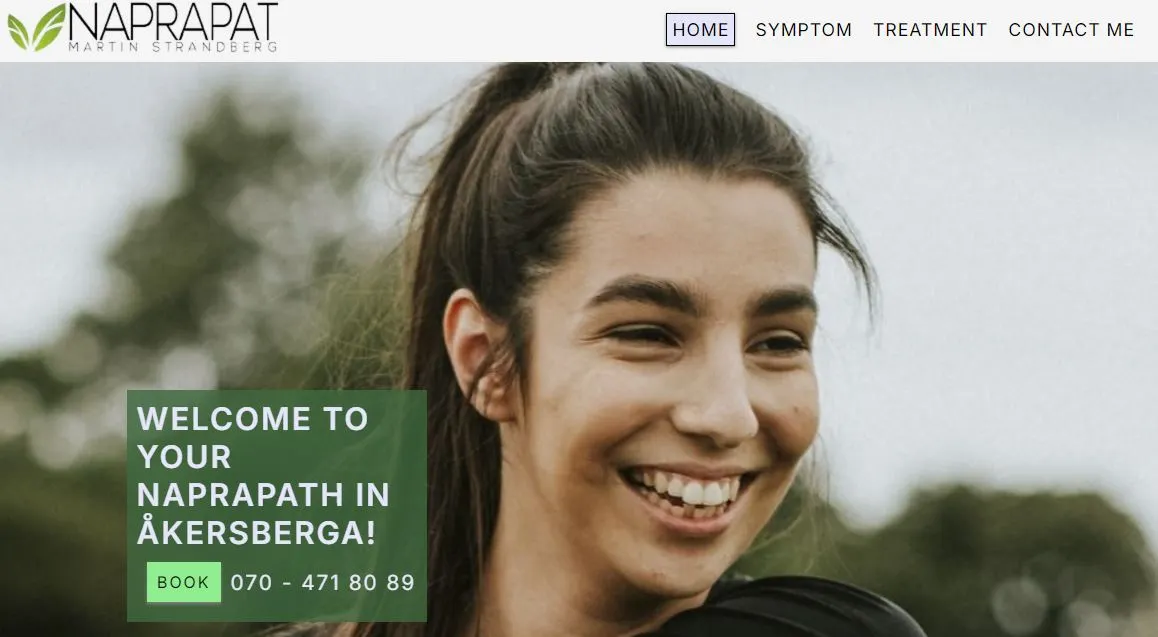 NAPRAPAT
MARTIN STRANDBERG
HOME SYMPTOM TREATMENT CONTACT ME
WELCOME TO
YOUR
NAPRAPATH IN
ÅKERSBERGA!
BOOK 070 - 471 80 89